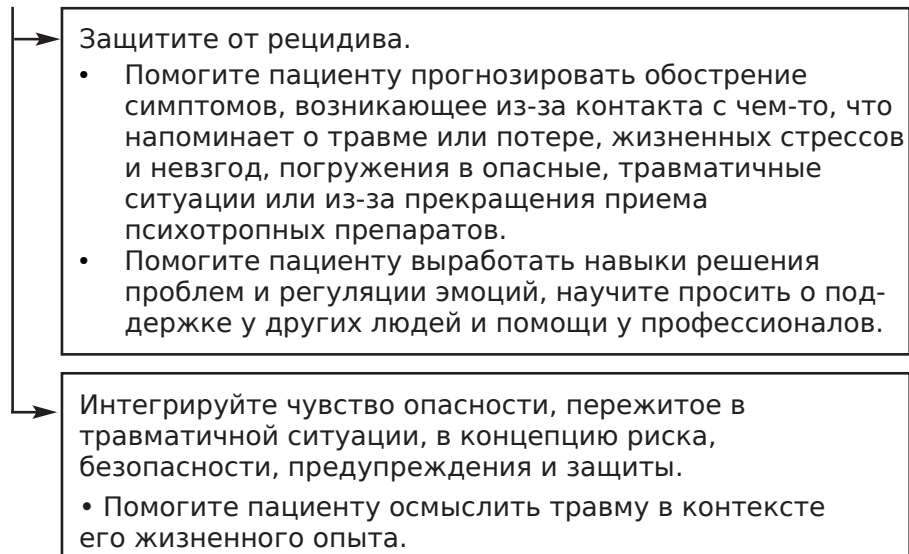 Защитите от рецидива.
• Помогите пациенту прогнозировать обострение
симптомов, возникающее из-за контакта с чем-то, что
напоминает о травме или потере, жизненных стрессов
и невзгод, погружения в опасные, травматичные
ситуации или из-за прекращения приема
психотропных препаратов.
• Помогите пациенту выработать навыки решения
проблем и регуляции эмоций, научите просить о под-
держке у других людей и помощи у профессионалов.
Интегрируйте чувство опасности, пережитое в
травматичной ситуации, в концепцию риска,
безопасности, предупреждения и защиты.
• Помогите пациенту осмыслить травму в контексте
его жизненного опыта.